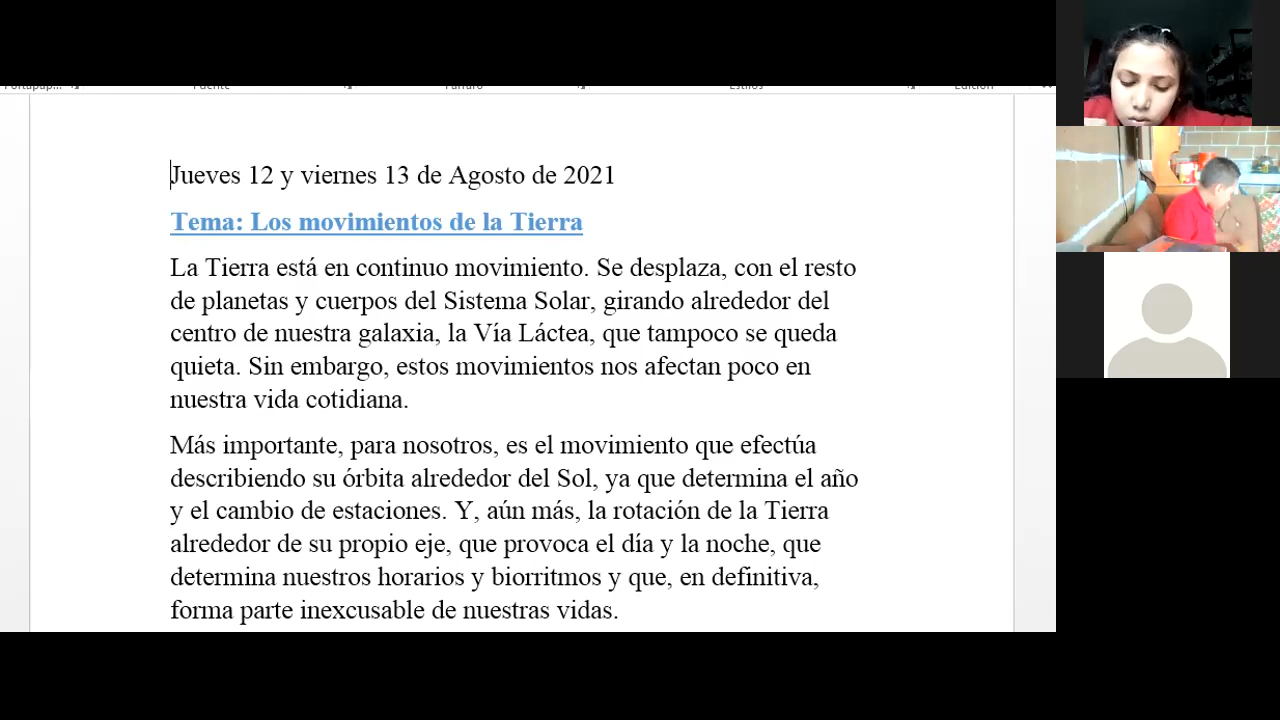 Jueves 12 y viernes 13 de Agosto de 2021
Tema: Los movimientos de la Tierra
La Tierra está en continuo movimiento. Se desplaza, con el resto
de planetas y cuerpos del Sistema Solar, girando alrededor del
centro de nuestra galaxia, la Vía Láctea, que tampoco se queda
quieta. Sin embargo, estos movimientos nos afectan poco en
nuestra vida cotidiana.
Más importante, para nosotros, es el movimiento que efectúa
describiendo su órbita alrededor del Sol, ya que determina el año
y el cambio de estaciones. Y, aún más, la rotación de la Tierra
alrededor de su propio eje, que provoca el día y la noche, que
determina nuestros horarios y biorritmos y que, en definitiva,
forma parte inexcusable de nuestras vidas.